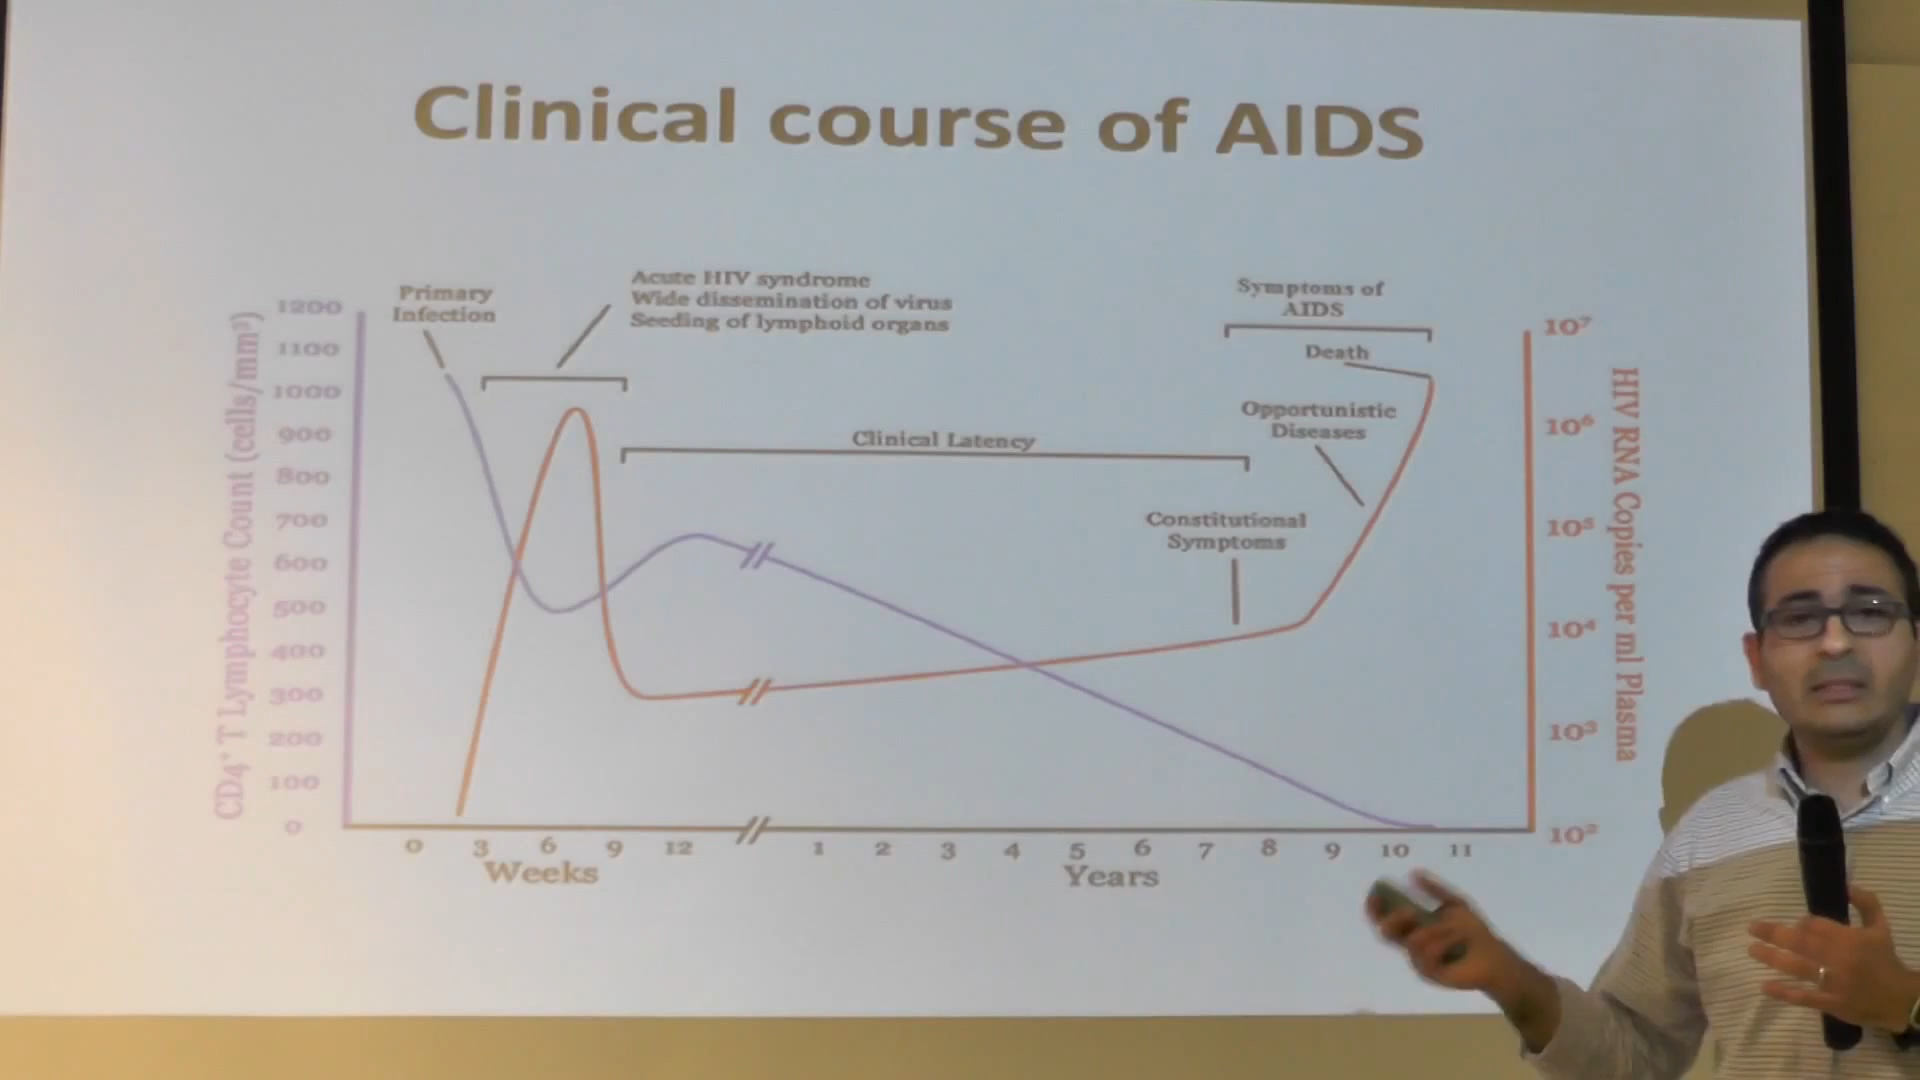 Clinical course of AIDS
Primary
Infection
Acute HIV syndrome
Wide dissemination of virus
Seeding of lymphoid organs
Symptoms of
AIDS
Death
Opportunistic
Diseases
Clinical Latency
Constitutional
Symptoms
CD4⁺ T Lymphocyte Count (cells/mm³)
1200
1100
1000
900
800
700
600
500
400
300
200
100
0
HIV RNA Copies per ml Plasma
10⁷
10⁶
10⁵
10⁴
10³
10²
0 3 6 9 12 1 2 3 4 5 6 7 8 9 10 11
Weeks Years